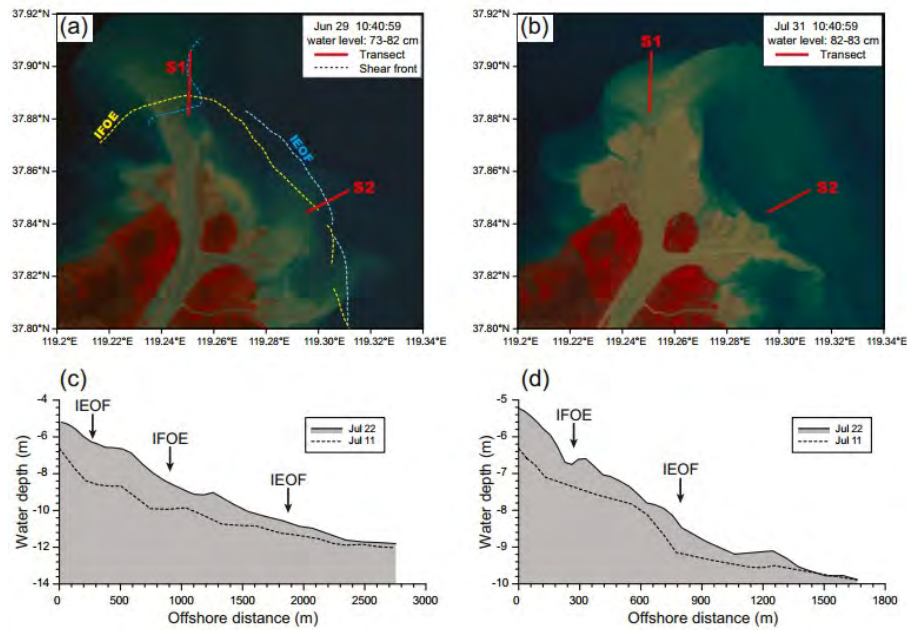 (a)
Jun 29 10:40:59
water level: 73-82 cm
Transect
Shear front
S1
IFOE
IEOF
S2
37.92°N
37.90°N
37.88°N
37.86°N
37.84°N
37.82°N
37.80°N
119.2°E 119.22°E 119.24°E 119.26°E 119.28°E 119.30°E 119.32°E 119.34°E
(b)
Jul 31 10:40:59
water level: 82-83 cm
Transect
S1
S2
37.92°N
37.90°N
37.88°N
37.86°N
37.84°N
37.82°N
37.80°N
119.2°E 119.22°E 119.24°E 119.26°E 119.28°E 119.30°E 119.32°E 119.34°E
(c)
IEOF
IFOE
IEOF
Jul 22
Jul 11
Water depth (m)
-4
-6
-8
-10
-12
-14
0 500 1000 1500 2000 2500 3000
Offshore distance (m)
(d)
IFOE
IEOF
Jul 22
Jul 11
Water depth (m)
-5
-6
-7
-8
-9
-10
0 300 600 900 1200 1500 1800
Offshore distance (m)